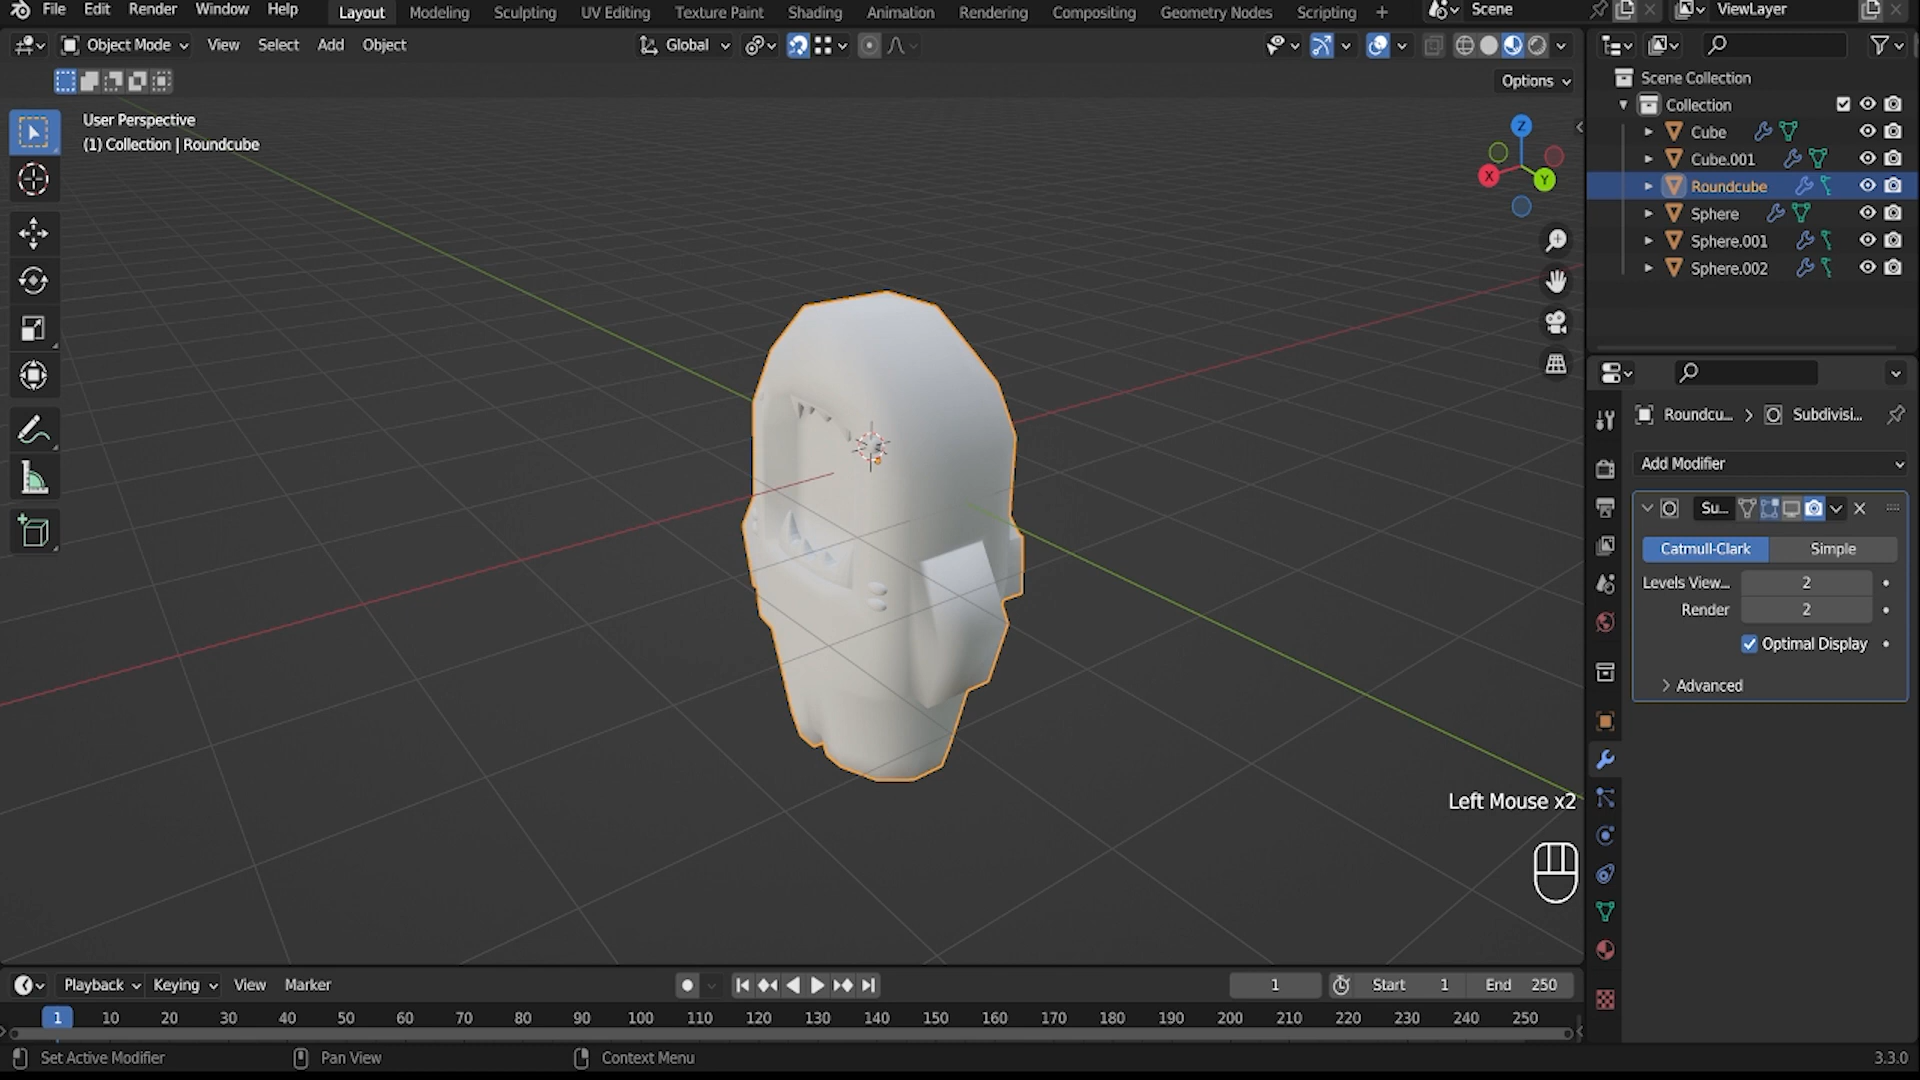 File Edit Render Window Help Layout Modeling Sculpting UV Editing Texture Paint Shading Animation Rendering Compositing Geometry Nodes Scripting + Scene ViewLayer
Object Mode View Select Add Object Global
Options
User Perspective
(1) Collection | Roundcube
Z
X
Y
Left Mouse x2
Scene Collection
Collection
Cube
Cube.001
Roundcube
Sphere
Sphere.001
Sphere.002
Roundcu... > Subdivisi...
Add Modifier
Su...
Catmull-Clark Simple
Levels View... 2
Render 2
Optimal Display
Advanced
Playback Keying View Marker 1 Start 1 End 250
1 10 20 30 40 50 60 70 80 90 100 110 120 130 140 150 160 170 180 190 200 210 220 230 240 250
Set Active Modifier Pan View Context Menu 3.3.0